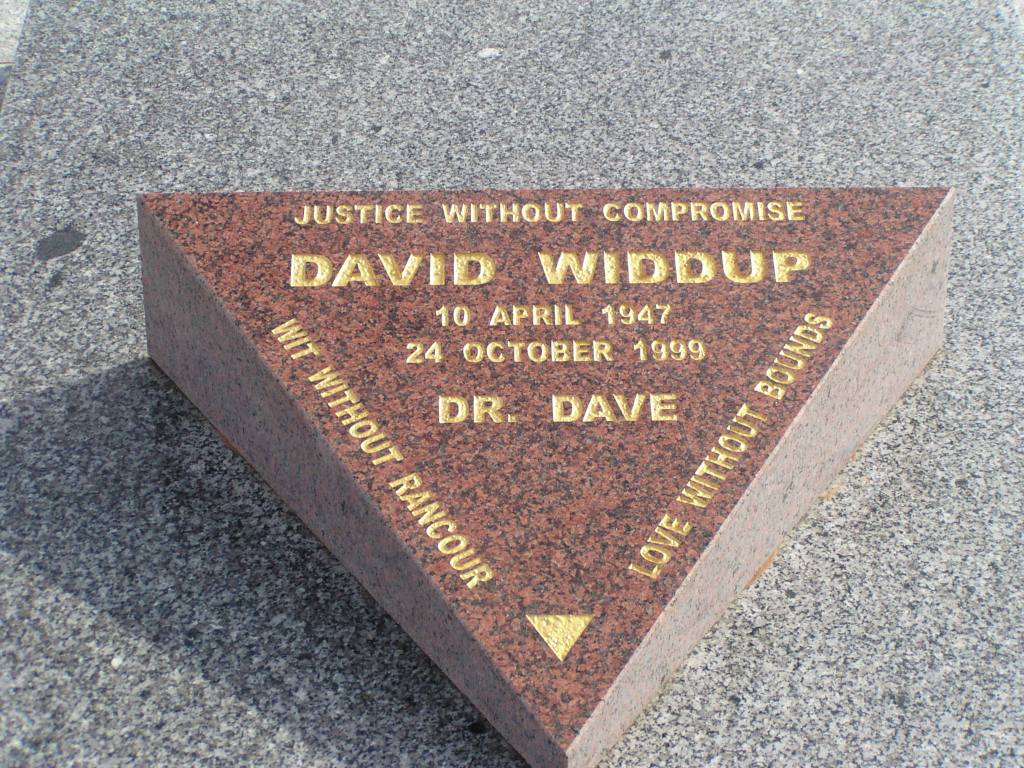 JUSTICE WITHOUT COMPROMISE
DAVID WIDDUP
10 APRIL 1947
24 OCTOBER 1999
DR. DAVE
WIT WITHOUT RANCOUR
LOVE WITHOUT BOUNDS